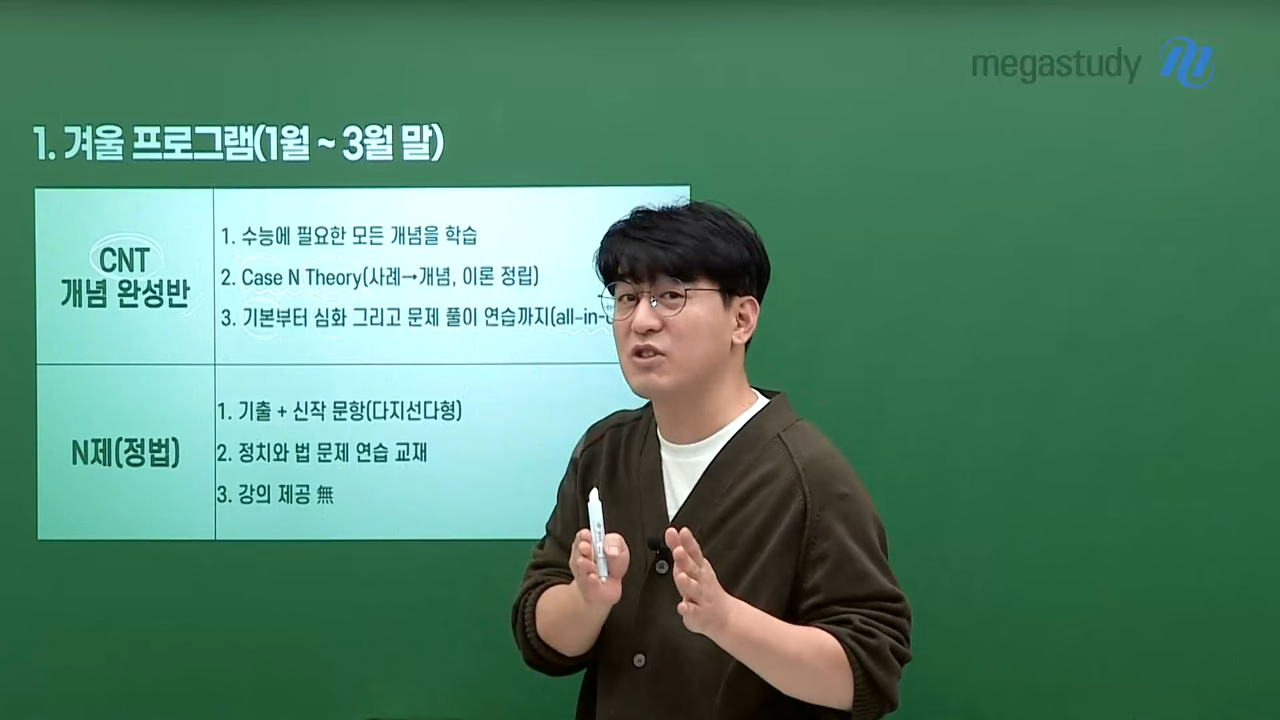 megastudy
1. 겨울 프로그램(1월 ~ 3월 말)
CNT
개념 완성반
1. 수능에 필요한 모든 개념을 학습
2. Case N Theory(사례→개념, 이론 정립)
3. 기본부터 심화 그리고 문제 풀이 연습까지(all-in-
N제(정법)
1. 기출 + 신작 문항(다지선다형)
2. 정치와 법 문제 연습 교재
3. 강의 제공 無